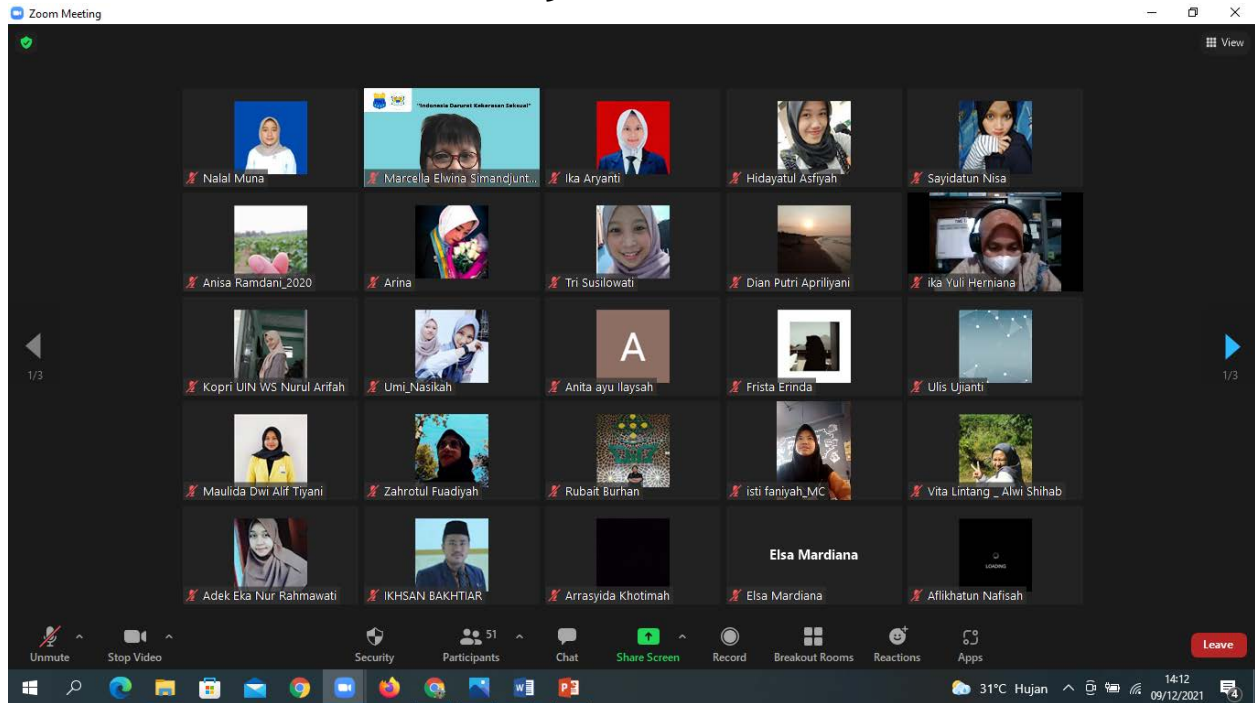 Zoom Meeting
View
"Indonesia Darurat Kekerasan Seksual"
Nalal Muna
Marcella Elwina Simandjunt...
Ika Aryanti
Hidayatul Asfiyah
Sayidatun Nisa
Anisa Ramdani_2020
Arina
Tri Susilowati
Dian Putri Apriliyani
ika Yuli Herniana
1/3
1/3
Kopri UIN WS Nurul Arifah
Umi_Nasikah
A
Anita ayu Ilaysah
Frista Erinda
Ulis Ujianti
Maulida Dwi Alif Tiyani
Zahrotul Fuadiyah
Rubait Burhan
isti faniyah_MC
Vita Lintang _ Alwi Shihab
Adek Eka Nur Rahmawati
IKHSAN BAKHTIAR
Arrasyida Khotimah
Elsa Mardiana
Elsa Mardiana
LOADING
Aflikhatun Nafisah
Unmute
Stop Video
Security
51
Participants
Chat
Share Screen
Record
Breakout Rooms
Reactions
Apps
Leave
31°C Hujan
14:12
09/12/2021
4